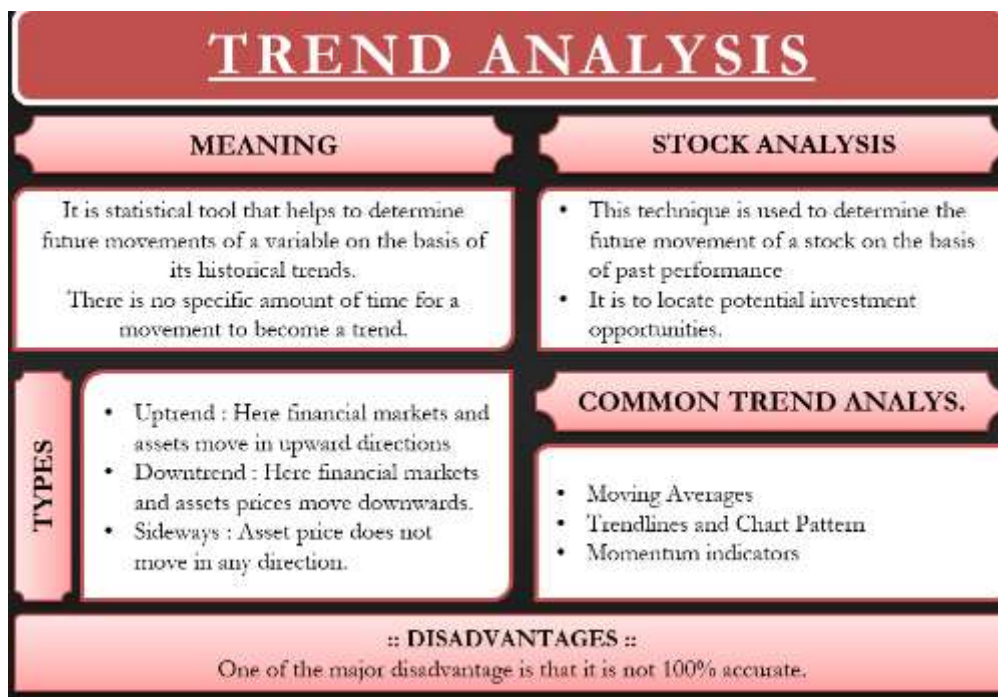 TREND ANALYSIS
MEANING
It is statistical tool that helps to determine
future movements of a variable on the basis of
its historical trends.
There is no specific amount of time for a
movement to become a trend.
STOCK ANALYSIS
• This technique is used to determine the
future movement of a stock on the basis
of past performance
• It is to locate potential investment
opportunities.
TYPES
• Uptrend : Here financial markets and
assets move in upward directions
• Downtrend : Here financial markets
and assets prices move downwards.
• Sideways : Asset price does not
move in any direction.
COMMON TREND ANALYS.
• Moving Averages
• Trendlines and Chart Pattern
• Momentum indicators
:: DISADVANTAGES ::
One of the major disadvantage is that it is not 100% accurate.